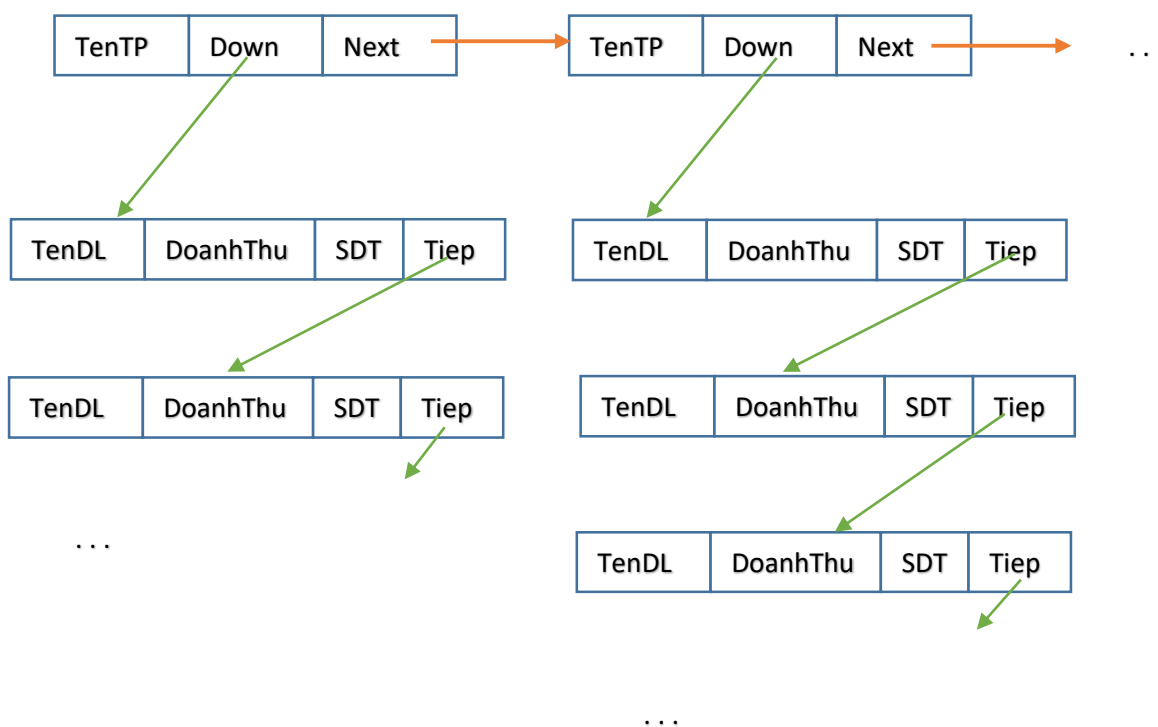 TenTP Down Next TenTP Down Next . .
TenDL DoanhThu SDT Tiep TenDL DoanhThu SDT Tiep
TenDL DoanhThu SDT Tiep TenDL DoanhThu SDT Tiep
. . .
TenDL DoanhThu SDT Tiep
. . .